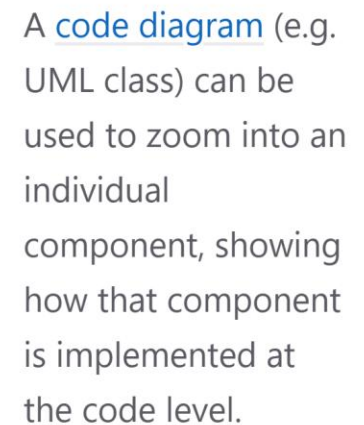 A code diagram (e.g.
UML class) can be
used to zoom into an
individual
component, showing
how that component
is implemented at
the code level.